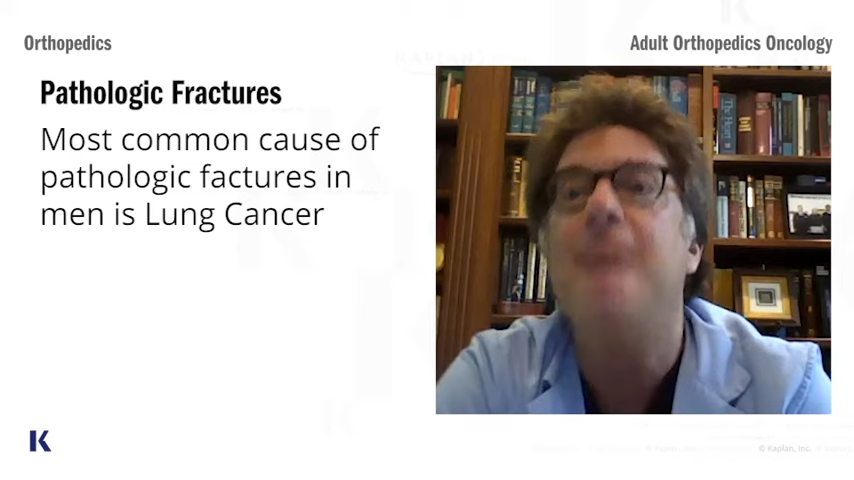 Orthopedics
Adult Orthopedics Oncology
Pathologic Fractures
Most common cause of
pathologic factures in
men is Lung Cancer
K
© Kaplan, Inc.